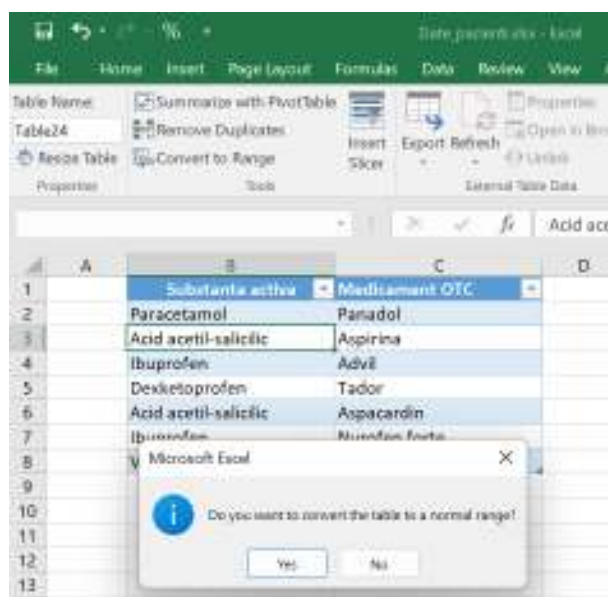 Date_pacienti.xlsx - Excel
File Home Insert Page Layout Formulas Data Review View
Table Name:
Table24
Resize Table
Properties
Summarize with PivotTable
Remove Duplicates
Convert to Range
Tools
Insert Slicer
Export Refresh
Properties
Open in
Unlink
External Table Data
fx Acid ace
A B C D
1 Substanta activa Medicament OTC
2 Paracetamol Panadol
3 Acid acetil-salicilic Aspirina
4 Ibuprofen Advil
5 Dexketoprofen Tador
6 Acid acetil-salicilic Aspacardin
7 Ibuprofen Nurofen forte
8 V
Microsoft Excel
9
10 Do you want to convert the table to a normal range?
11
12 Yes No
13